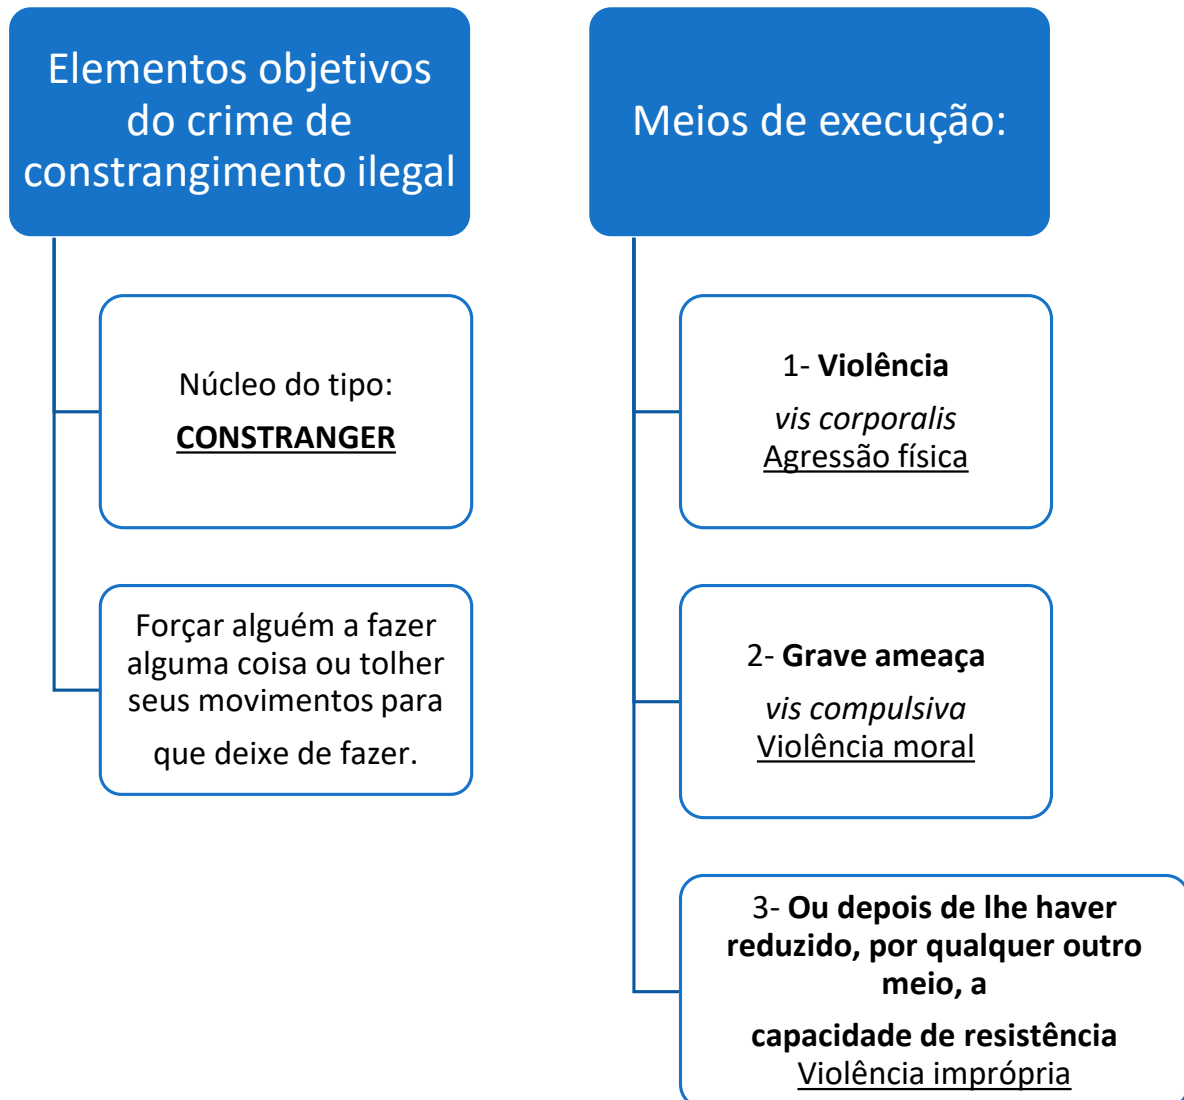 Elementos objetivos
do crime de
constrangimento ilegal
Núcleo do tipo:
CONSTRANGER
Forçar alguém a fazer
alguma coisa ou tolher
seus movimentos para
que deixe de fazer.
Meios de execução:
1- Violência
vis corporalis
Agressão física
2- Grave ameaça
vis compulsiva
Violência moral
3- Ou depois de lhe haver
reduzido, por qualquer outro
meio, a
capacidade de resistência
Violência imprópria